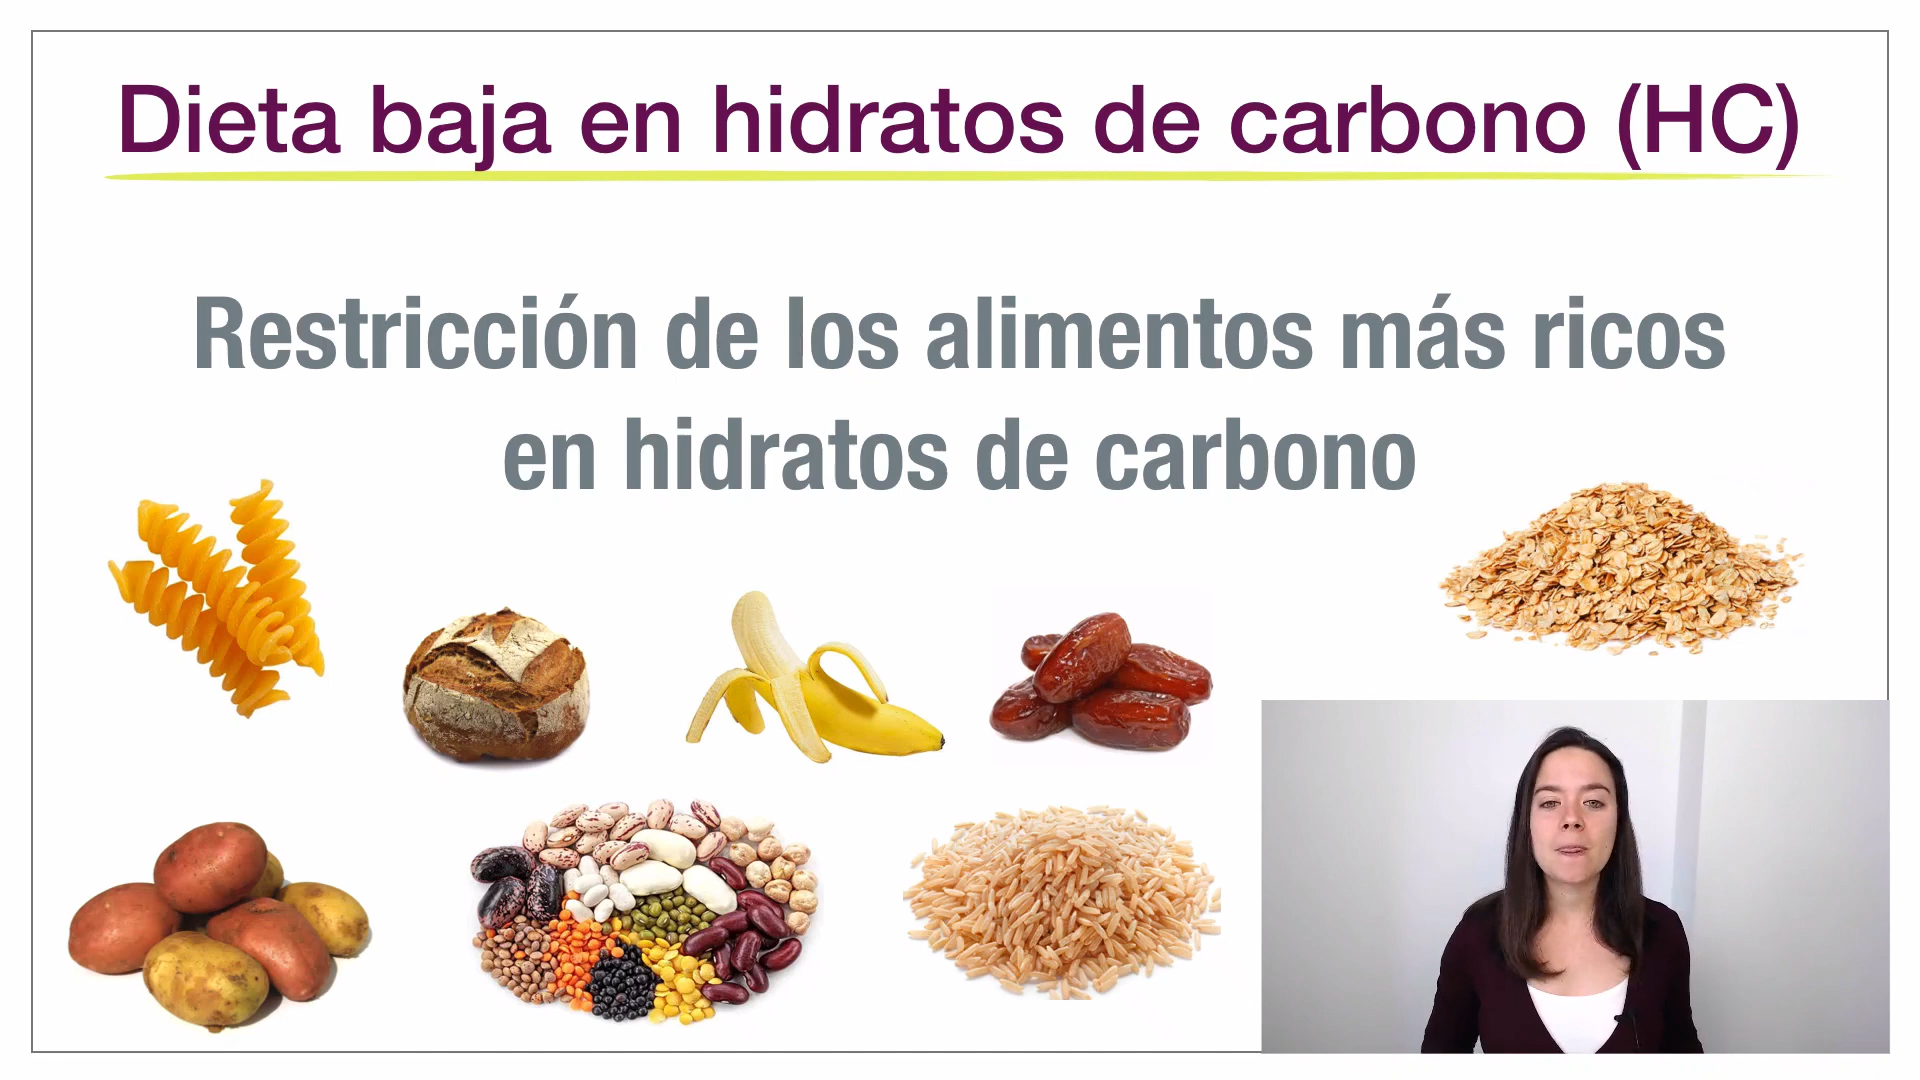 Dieta baja en hidratos de carbono (HC)
Restricción de los alimentos más ricos
en hidratos de carbono